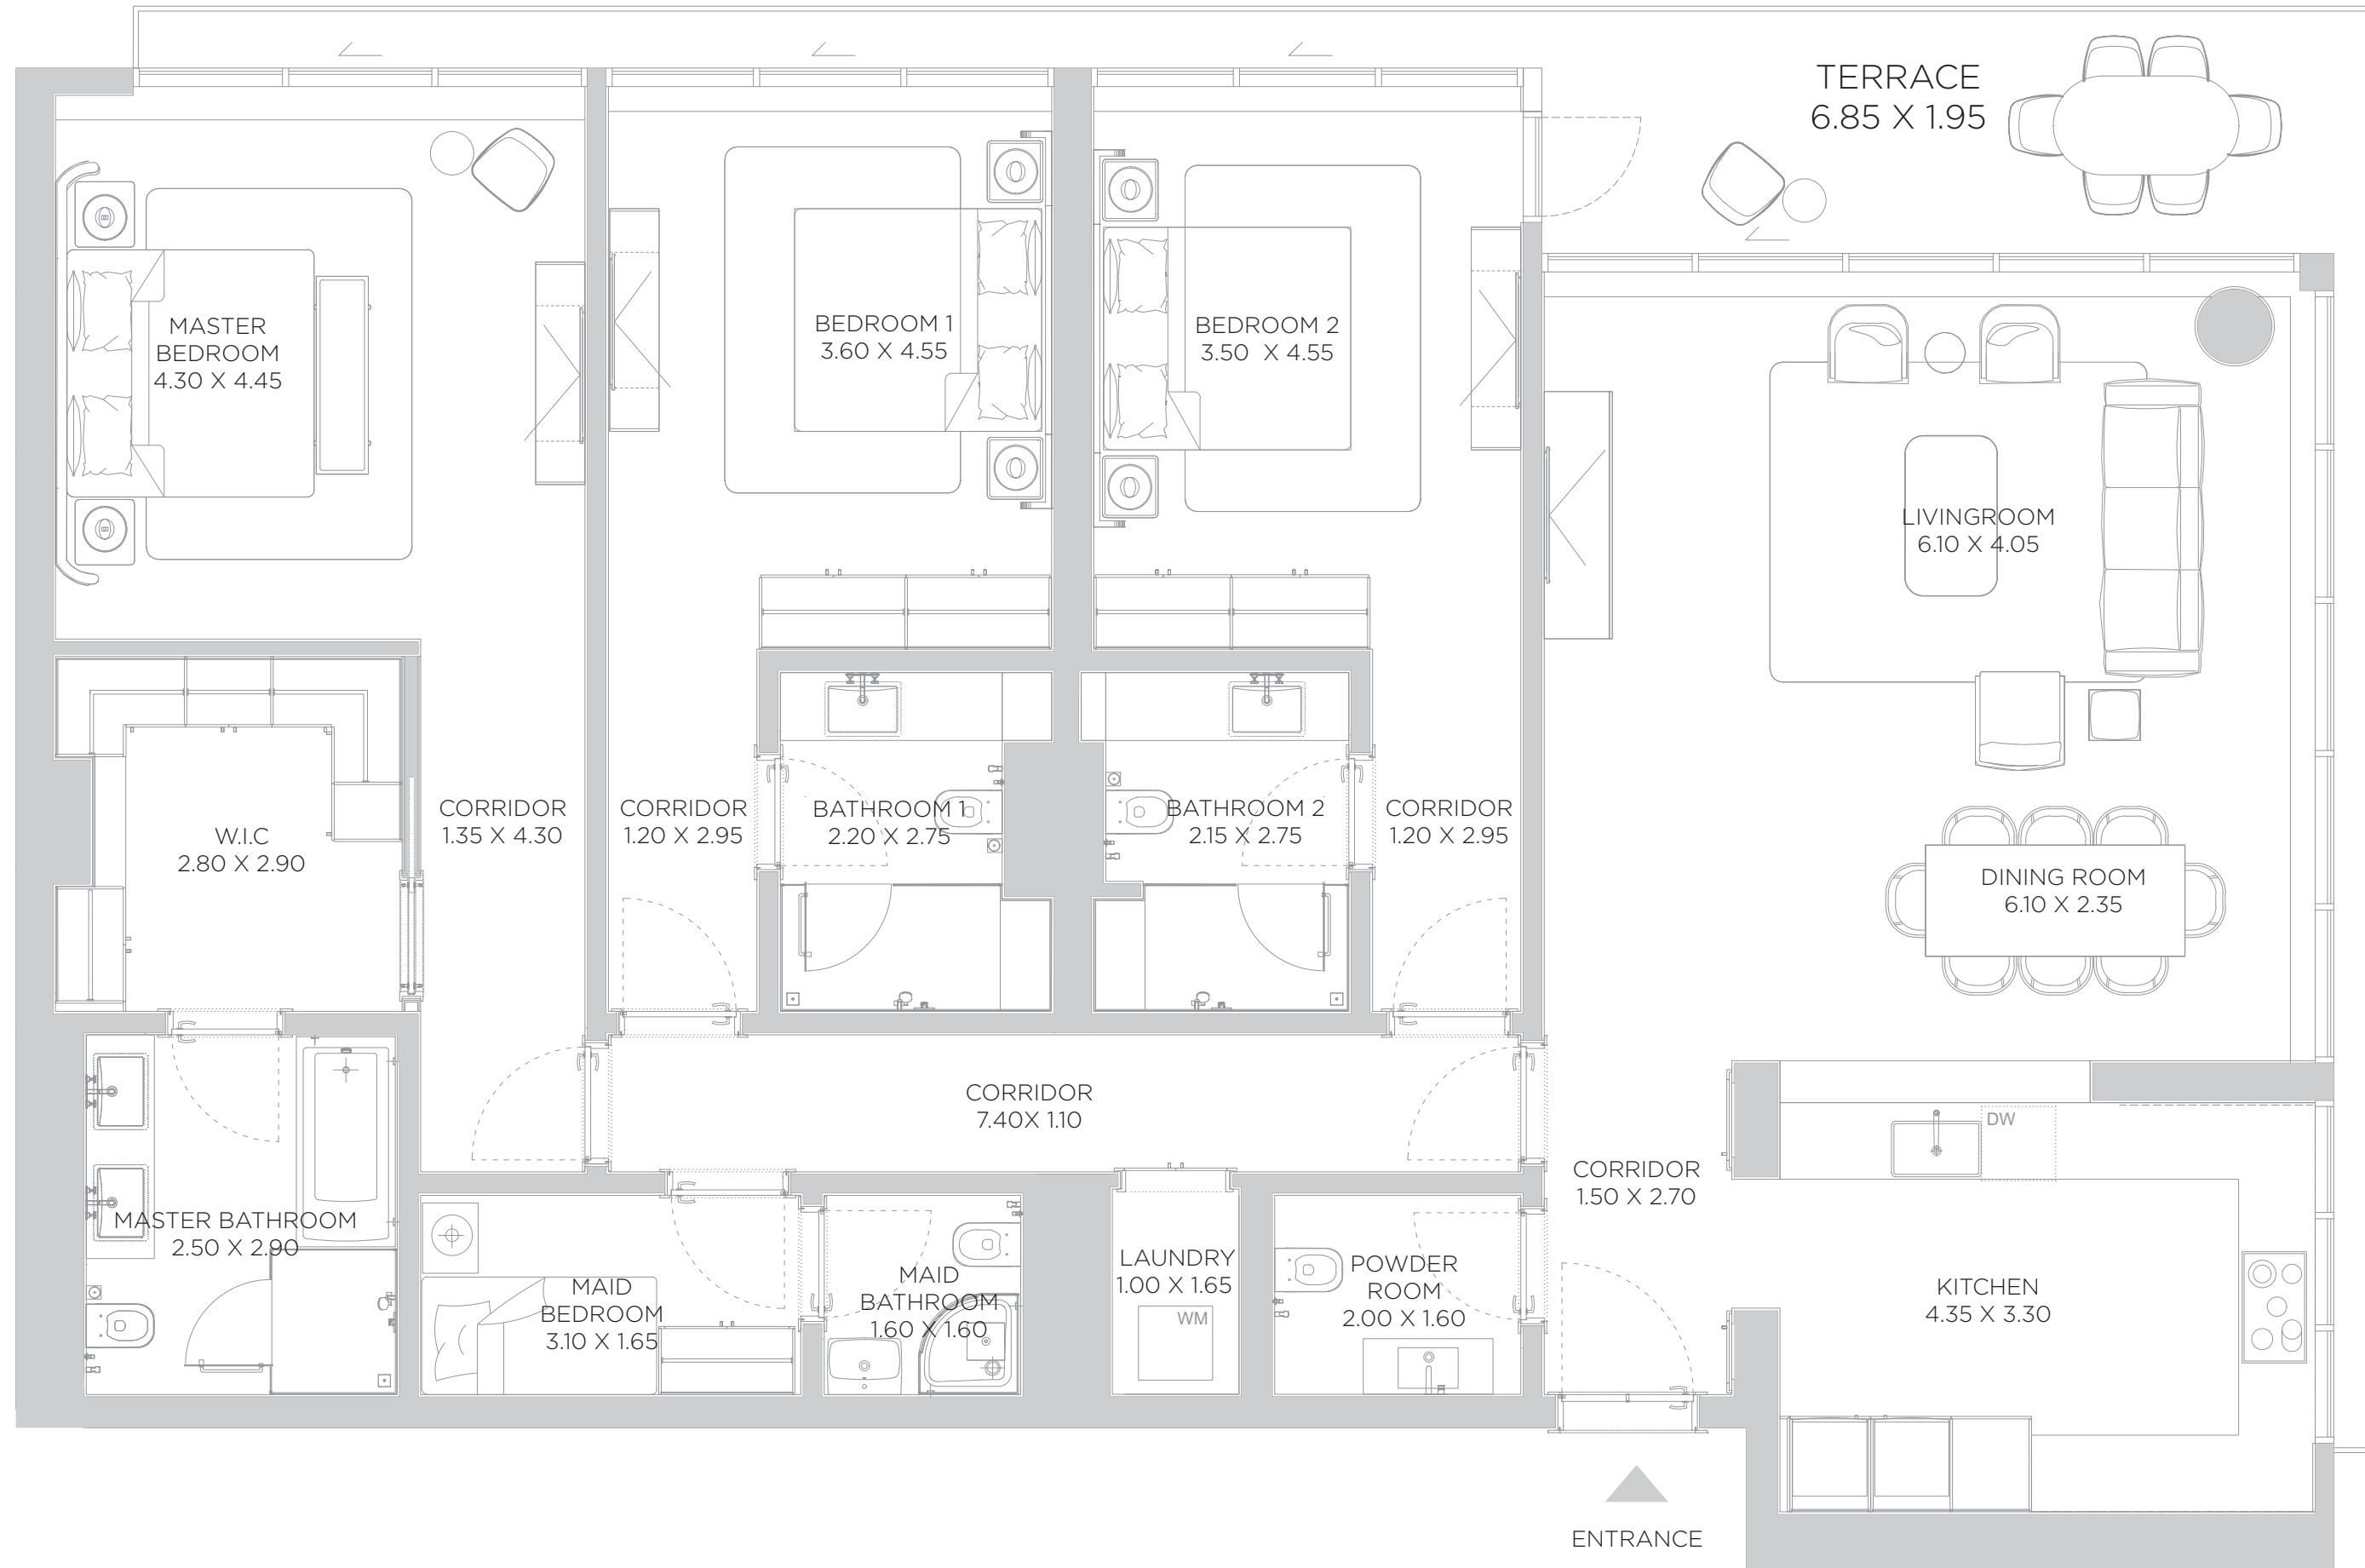 TERRACE
6.85 X 1.95
MASTER
BEDROOM
4.30 X 4.45
BEDROOM 1
3.60 X 4.55
BEDROOM 2
3.50 X 4.55
LIVINGROOM
6.10 X 4.05
W.I.C
2.80 X 2.90
CORRIDOR
1.35 X 4.30
CORRIDOR
1.20 X 2.95
BATHROOM 1
2.20 X 2.75
BATHROOM 2
2.15 X 2.75
CORRIDOR
1.20 X 2.95
DINING ROOM
6.10 X 2.35
CORRIDOR
7.40X 1.10
DW
CORRIDOR
1.50 X 2.70
MASTER BATHROOM
2.50 X 2.90
MAID
BEDROOM
3.10 X 1.65
MAID
BATHROOM
1.60 X 1.60
LAUNDRY
1.00 X 1.65
WM
POWDER
ROOM
2.00 X 1.60
KITCHEN
4.35 X 3.30
ENTRANCE